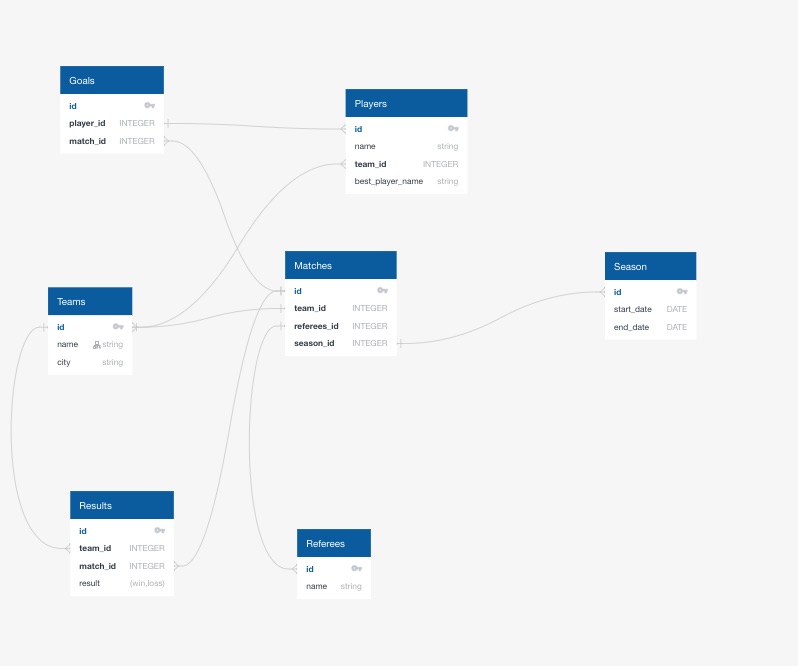 Goals
id
player_id INTEGER
match_id INTEGER
Players
id
name string
team_id INTEGER
best_player_name string
Matches
id
team_id INTEGER
referees_id INTEGER
season_id INTEGER
Season
id
start_date DATE
end_date DATE
Teams
id
name string
city string
Results
id
team_id INTEGER
match_id INTEGER
result (win,loss)
Referees
id
name string